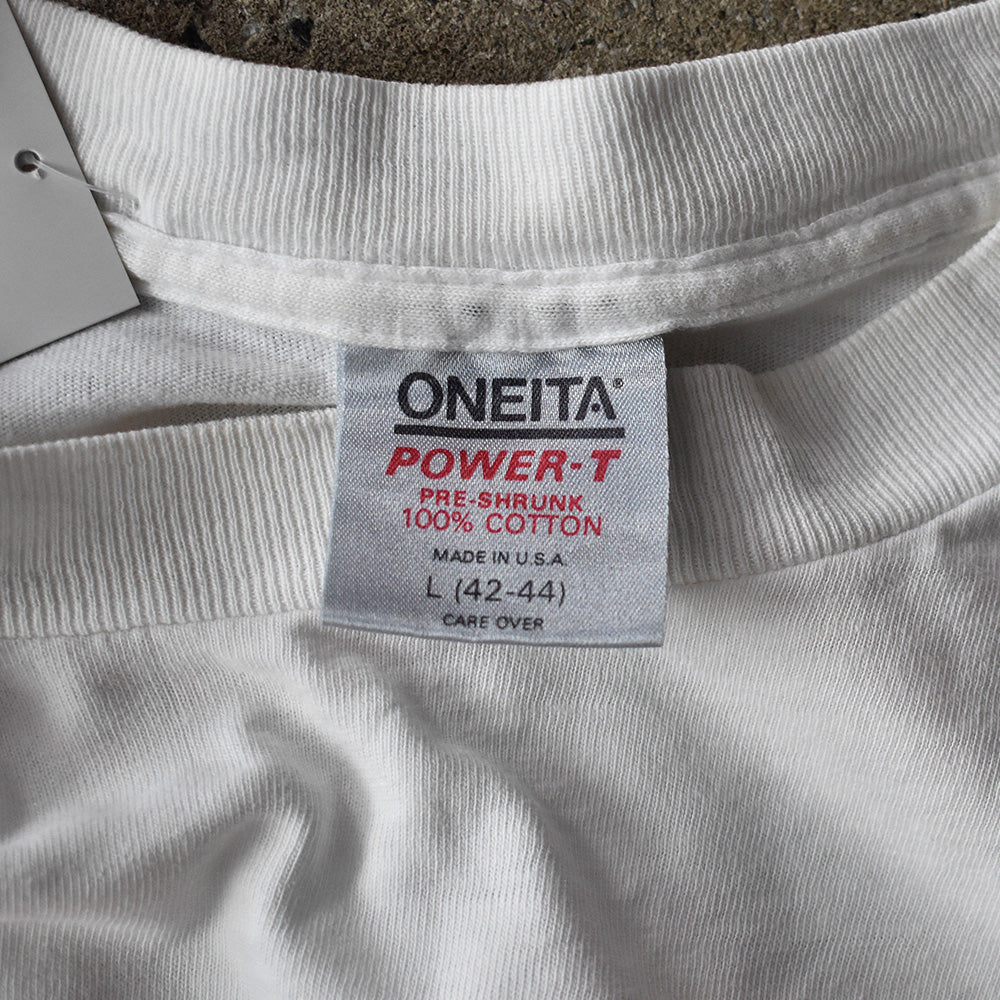 ONEITA®
POWER-T
PRE-SHRUNK
100% COTTON
MADE IN U.S.A.
L (42-44)
CARE OVER